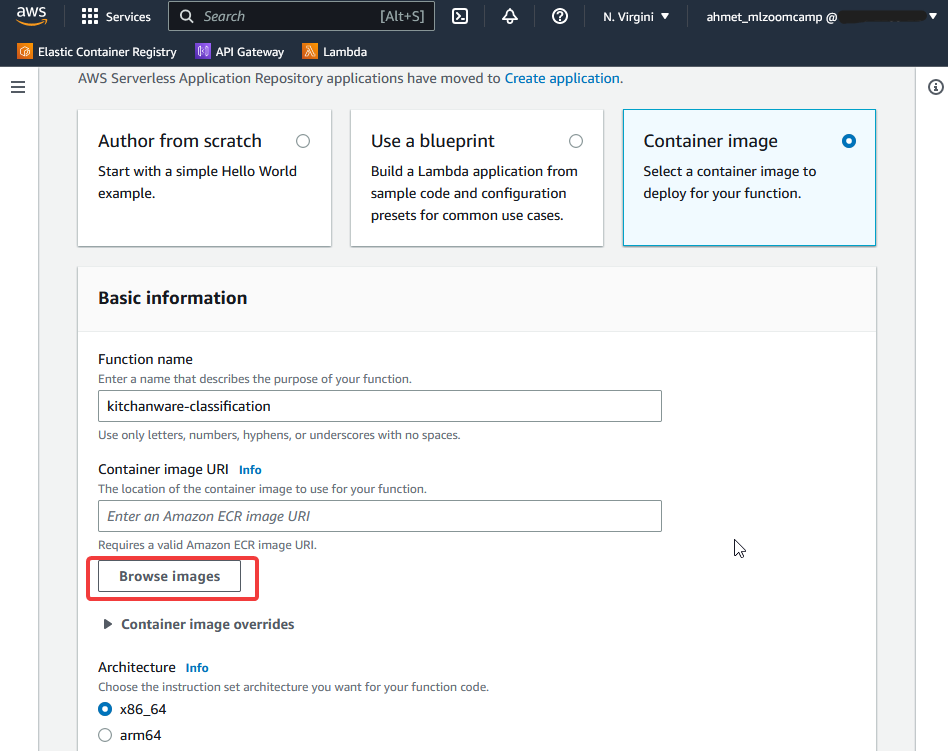 aws Services Search [Alt+S] N. Virgini ahmet_mlzoomcamp @
Elastic Container Registry API Gateway Lambda
AWS Serverless Application Repository applications have moved to Create application.
Author from scratch
Start with a simple Hello World
example.
Use a blueprint
Build a Lambda application from
sample code and configuration
presets for common use cases.
Container image
Select a container image to
deploy for your function.
Basic information
Function name
Enter a name that describes the purpose of your function.
kitchanware-classification
Use only letters, numbers, hyphens, or underscores with no spaces.
Container image URI Info
The location of the container image to use for your function.
Enter an Amazon ECR image URI
Requires a valid Amazon ECR image URI.
Browse images
Container image overrides
Architecture Info
Choose the instruction set architecture you want for your function code.
x86_64
arm64